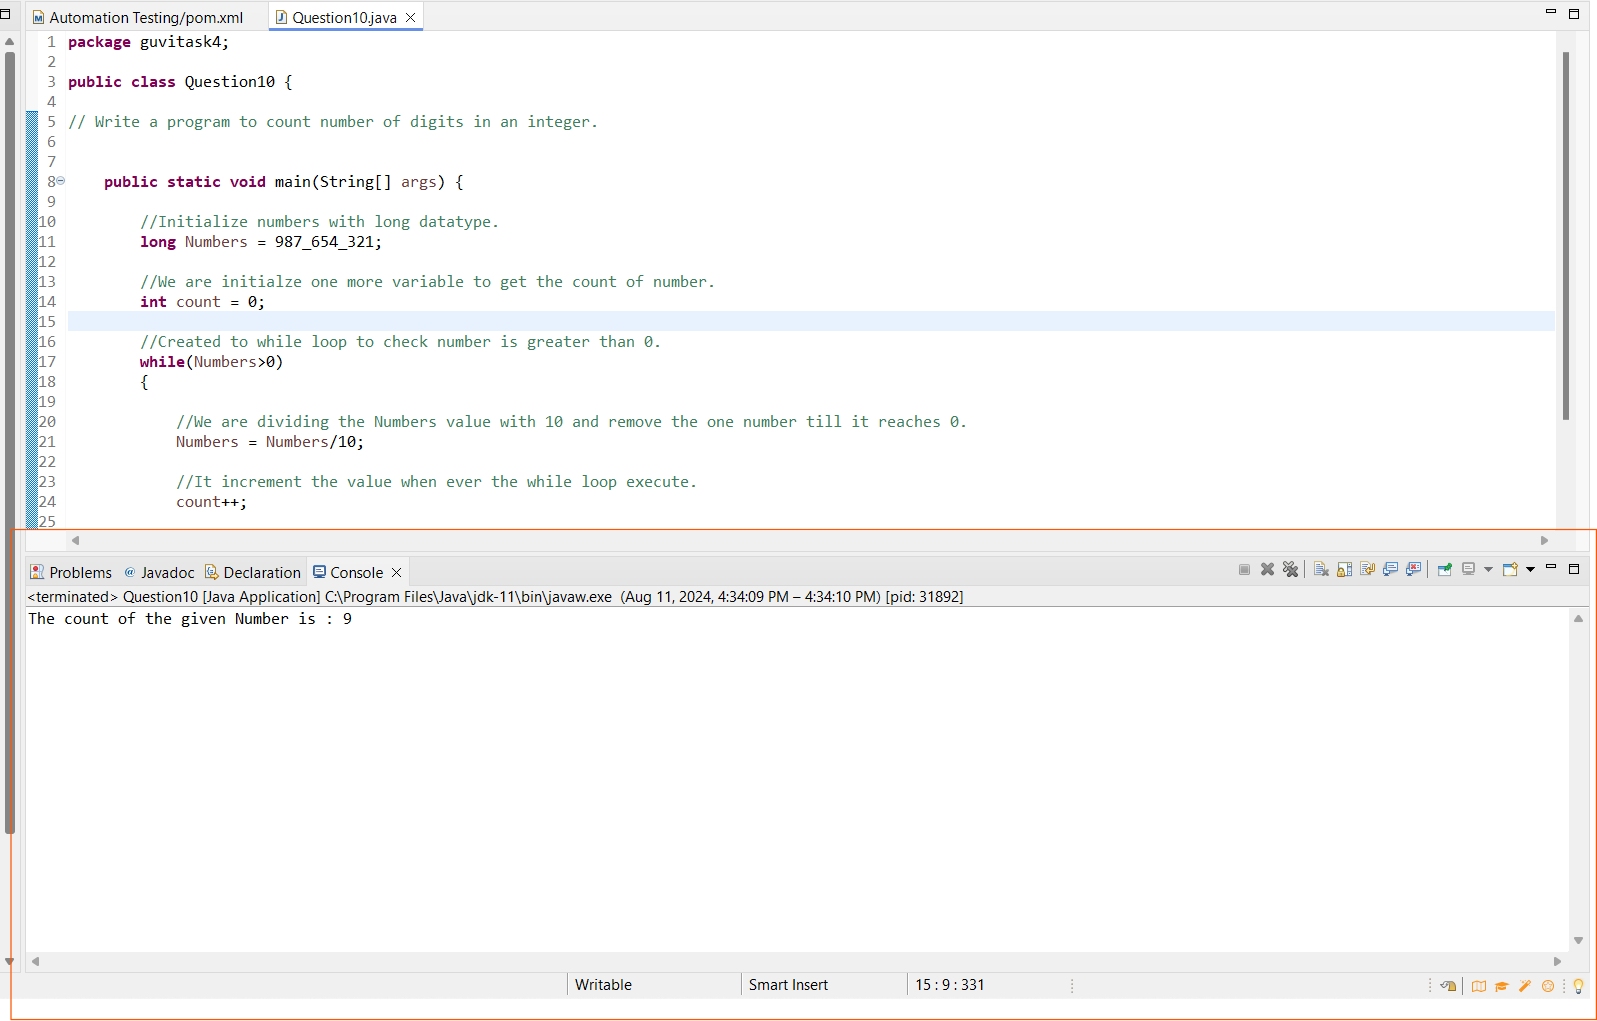 Automation Testing/pom.xml Question10.java
1 package guvitask4;
2
3 public class Question10 {
4
5 // Write a program to count number of digits in an integer.
6
7
8 public static void main(String[] args) {
9
10 //Initialize numbers with long datatype.
11 long Numbers = 987_654_321;
12
13 //We are initialze one more variable to get the count of number.
14 int count = 0;
15
16 //Created to while loop to check number is greater than 0.
17 while(Numbers>0)
18 {
19
20 //We are dividing the Numbers value with 10 and remove the one number till it reaches 0.
21 Numbers = Numbers/10;
22
23 //It increment the value when ever the while loop execute.
24 count++;
25
Problems @ Javadoc Declaration Console
<terminated> Question10 [Java Application] C:\Program Files\Java\jdk-11\bin\javaw.exe (Aug 11, 2024, 4:34:09 PM – 4:34:10 PM) [pid: 31892]
The count of the given Number is : 9
Writable Smart Insert 15 : 9 : 331